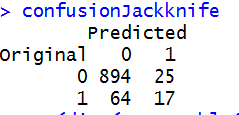 > confusionJackknife
Predicted
Original 0 1
0 894 25
1 64 17